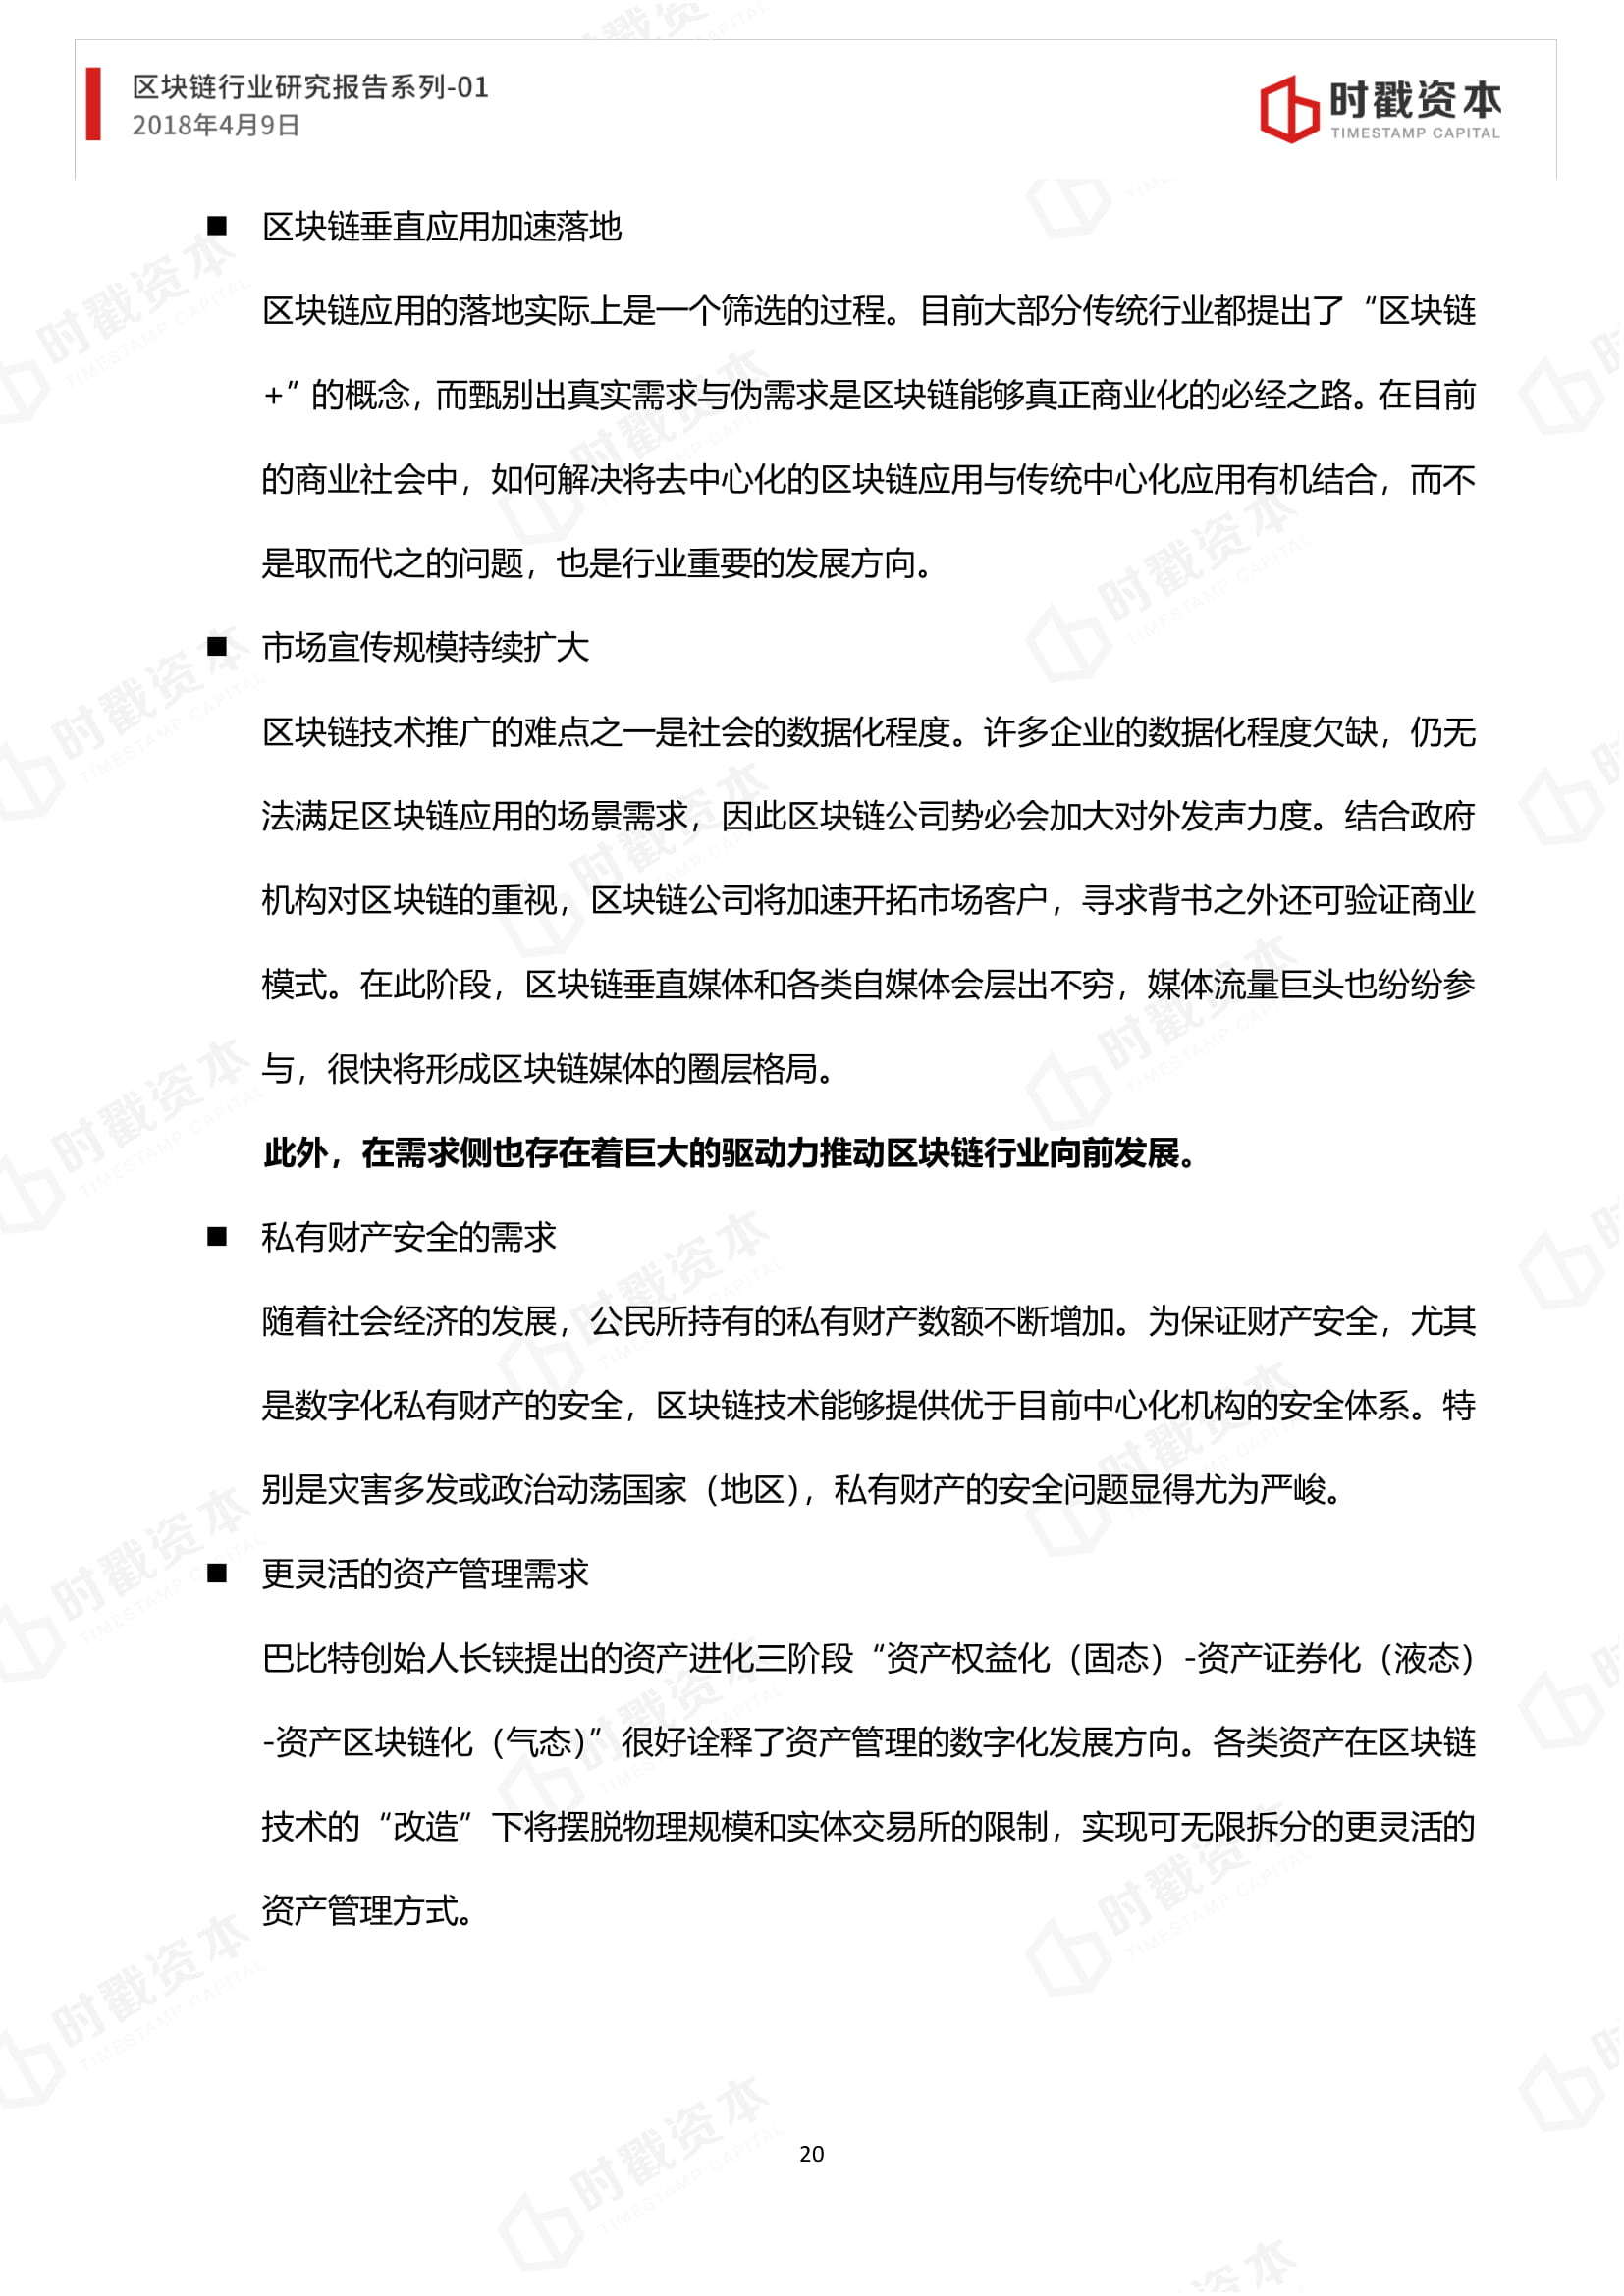 区块链行业研究报告系列-01
2018年4月9日
时戳资本
TIMESTAMP CAPITAL
■ 区块链垂直应用加速落地
区块链应用的落地实际上是一个筛选的过程。目前大部分传统行业都提出了“区块链
+”的概念，而甄别出真实需求与伪需求是区块链能够真正商业化的必经之路。在目前
的商业社会中，如何解决将去中心化的区块链应用与传统中心化应用有机结合，而不
是取而代之的问题，也是行业重要的发展方向。
■ 市场宣传规模持续扩大
区块链技术推广的难点之一是社会的数据化程度。许多企业的数据化程度欠缺，仍无
法满足区块链应用的场景需求，因此区块链公司势必会加大对外发声力度。结合政府
机构对区块链的重视，区块链公司将加速开拓市场客户，寻求背书之外还可验证商业
模式。在此阶段，区块链垂直媒体和各类自媒体会层出不穷，媒体流量巨头也纷纷参
与，很快将形成区块链媒体的圈层格局。
此外，在需求侧也存在着巨大的驱动力推动区块链行业向前发展。
■ 私有财产安全的需求
随着社会经济的发展，公民所持有的私有财产数额不断增加。为保证财产安全，尤其
是数字化私有财产的安全，区块链技术能够提供优于目前中心化机构的安全体系。特
别是灾害多发或政治动荡国家（地区），私有财产的安全问题显得尤为严峻。
■ 更灵活的资产管理需求
巴比特创始人长铗提出的资产进化三阶段“资产权益化（固态）-资产证券化（液态）
-资产区块链化（气态）”很好诠释了资产管理的数字化发展方向。各类资产在区块链
技术的“改造”下将摆脱物理规模和实体交易所的限制，实现可无限拆分的更灵活的
资产管理方式。
20